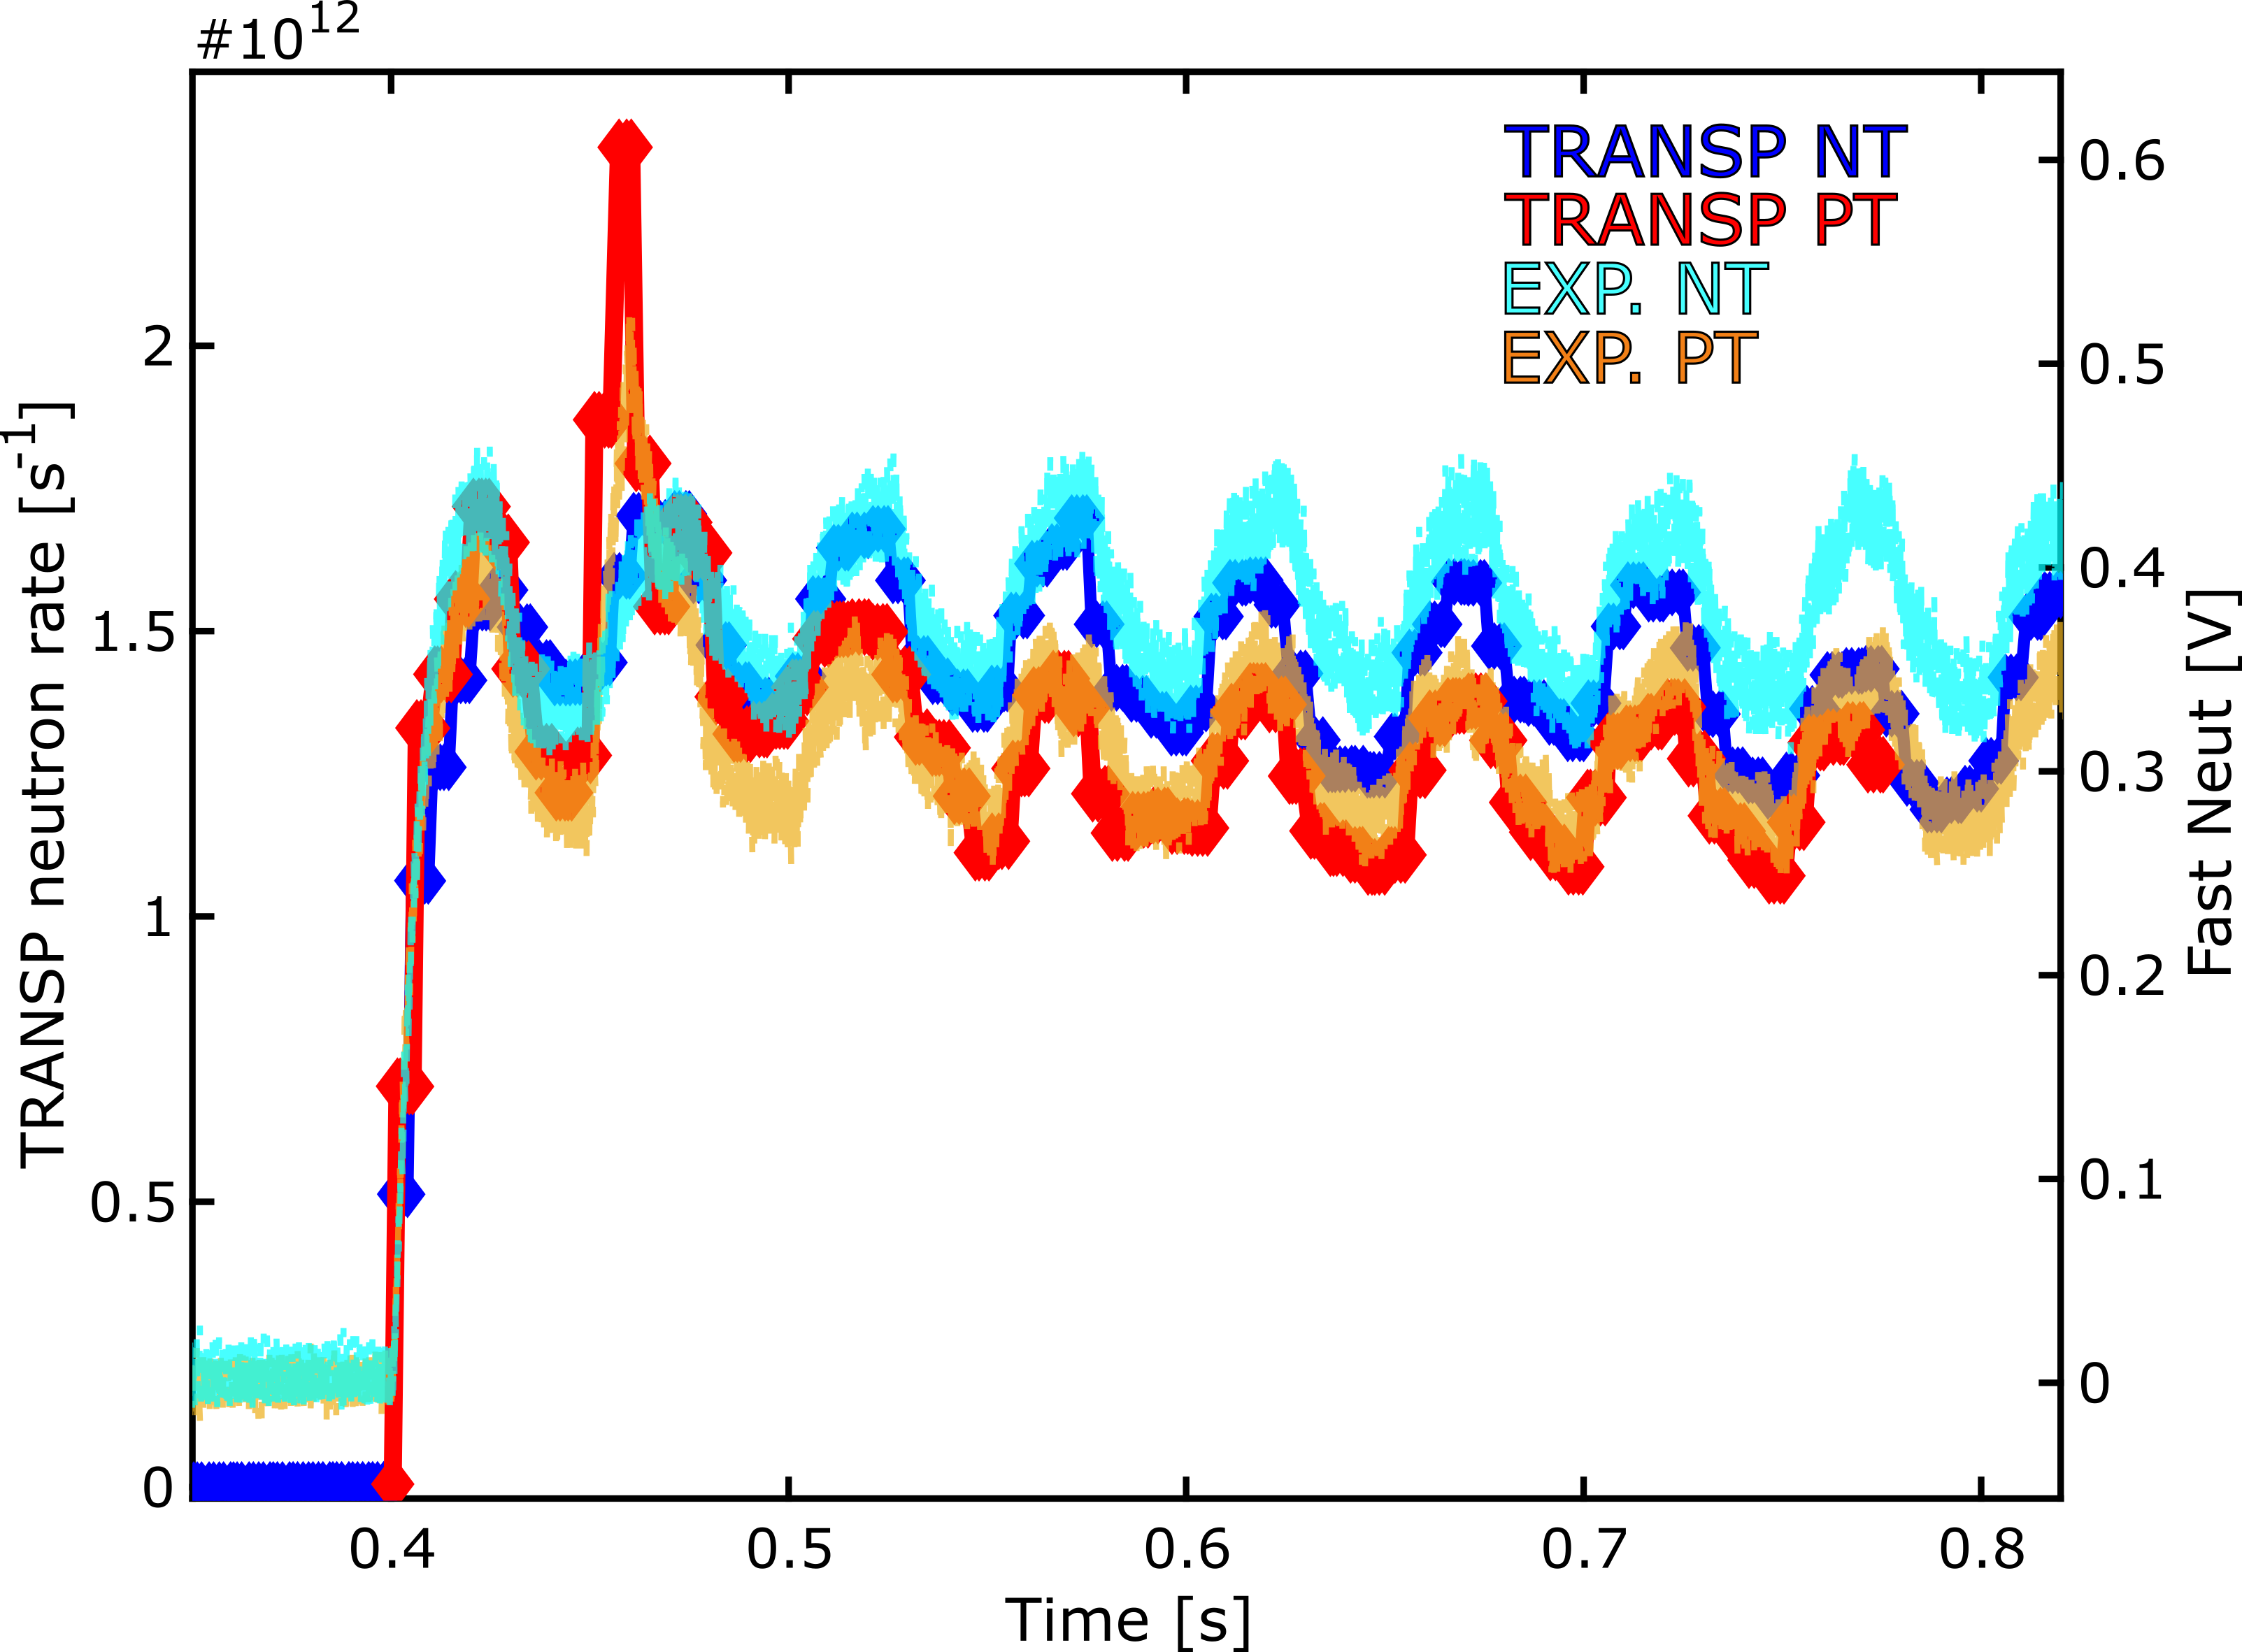 #10^12
TRANSP NT
TRANSP PT
EXP. NT
EXP. PT
TRANSP neutron rate [s^-1]
2
1.5
1
0.5
0
0.6
0.5
0.4
0.3
0.2
0.1
0
Fast Neut [V]
0.4 0.5 0.6 0.7 0.8
Time [s]